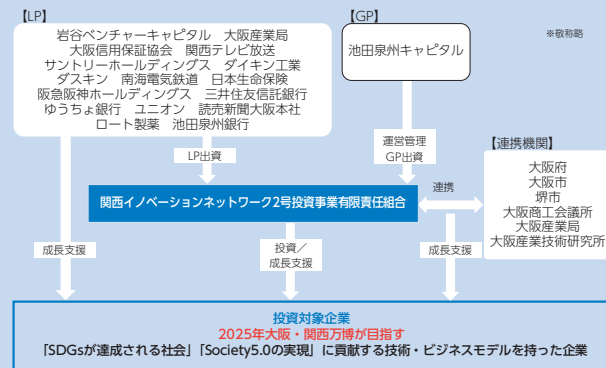 【LP】
岩谷ベンチャーキャピタル　大阪産業局
大阪信用保証協会　関西テレビ放送
サントリーホールディングス　ダイキン工業
ダスキン　南海電気鉄道　日本生命保険
阪急阪神ホールディングス　三井住友信託銀行
ゆうちょ銀行　ユニオン　読売新聞大阪本社
ロート製薬　池田泉州銀行
【GP】
池田泉州キャピタル
※敬称略
LP出資
運営管理
GP出資
関西イノベーションネットワーク2号投資事業有限責任組合
連携
【連携機関】
大阪府
大阪市
堺市
大阪商工会議所
大阪産業局
大阪産業技術研究所
成長支援
投資／
成長支援
成長支援
投資対象企業
2025年大阪・関西万博が目指す
「SDGsが達成される社会」「Society5.0の実現」に貢献する技術・ビジネスモデルを持った企業